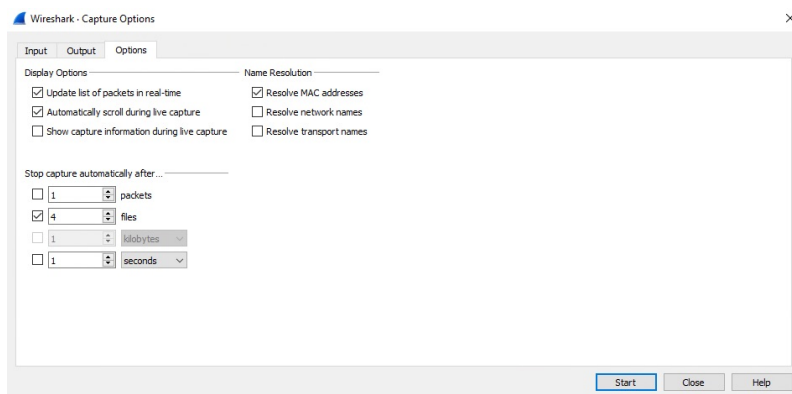 Wireshark · Capture Options
Input Output Options
Display Options
Update list of packets in real-time
Automatically scroll during live capture
Show capture information during live capture
Name Resolution
Resolve MAC addresses
Resolve network names
Resolve transport names
Stop capture automatically after...
1 packets
4 files
1 kilobytes
1 seconds
Start Close Help